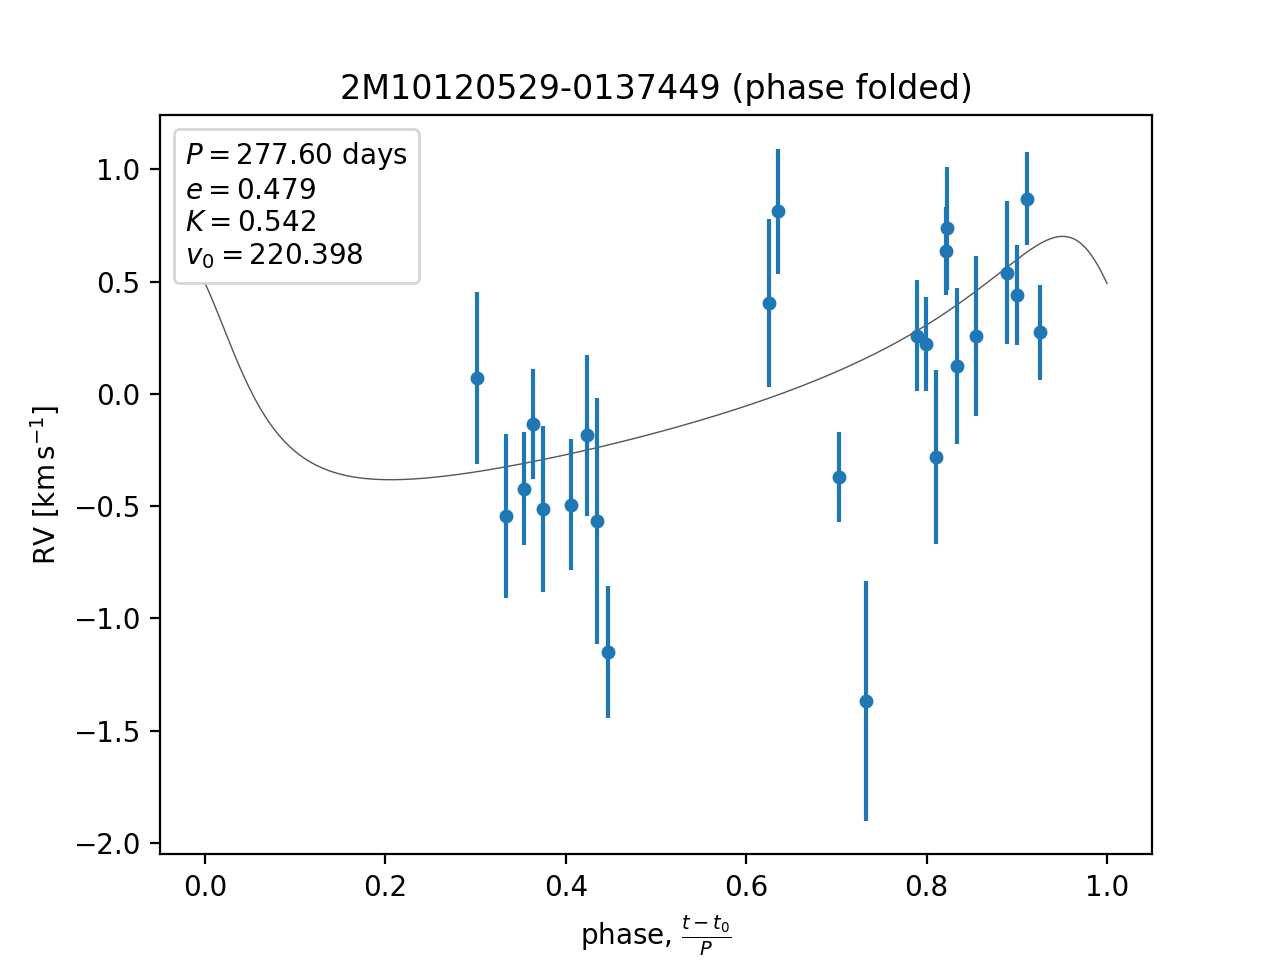 2M10120529-0137449 (phase folded)
P = 277.60 days
e = 0.479
K = 0.542
v₀ = 220.398
1.0
0.5
0.0
−0.5
−1.0
−1.5
−2.0
RV [km s⁻¹]
0.0 0.2 0.4 0.6 0.8 1.0
phase, (t − t₀)/P